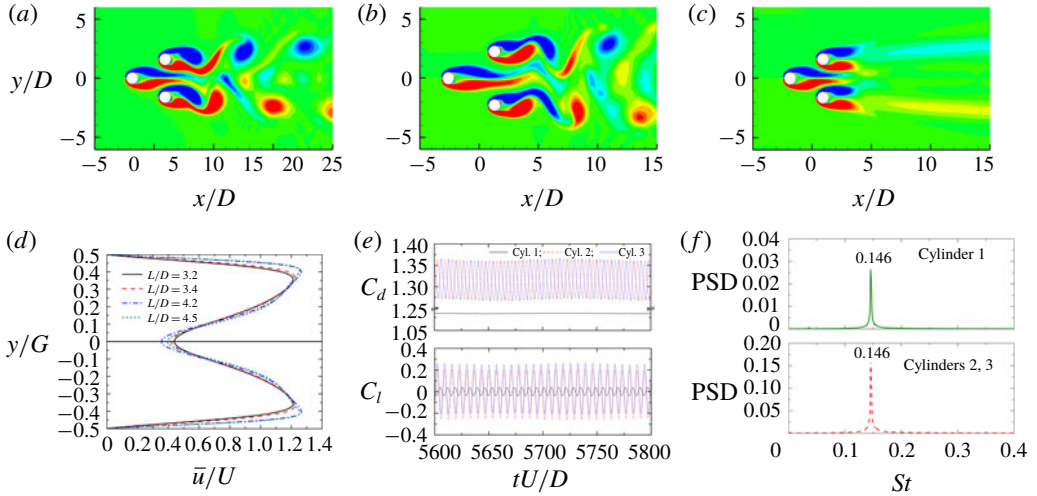 (a)
(b)
(c)
y/D
5
0
−5
−5 0 5 10 15 20 25
x/D
5
0
−5
−5 0 5 10 15
x/D
5
0
−5
−5 0 5 10 15
x/D
(d)
y/G
0.5
0.4
0.3
0.2
0.1
0
−0.1
−0.2
−0.3
−0.4
−0.5
L/D = 3.2
L/D = 3.4
L/D = 4.2
L/D = 4.5
0 0.2 0.4 0.6 0.8 1.0 1.2 1.4
u̅/U
(e)
C_d
1.40
1.35
1.30
1.25
1.05
Cyl. 1; Cyl. 2; Cyl. 3
C_l
0.4
0.2
0
−0.2
−0.4
5600 5650 5700 5750 5800
tU/D
(f)
PSD
0.04
0.03
0.02
0.01
0
0.146
Cylinder 1
PSD
0.20
0.15
0.10
0.05
0.146
Cylinders 2, 3
0 0.1 0.2 0.3 0.4
St